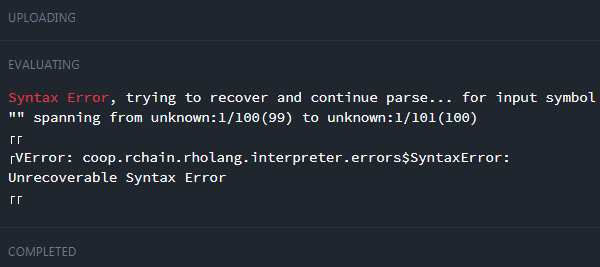 UPLOADING
EVALUATING
Syntax Error, trying to recover and continue parse... for input symbol
"" spanning from unknown:1/100(99) to unknown:1/101(100)
┌┌
┌VError: coop.rchain.rholang.interpreter.errors$SyntaxError:
Unrecoverable Syntax Error
┌┌
COMPLETED